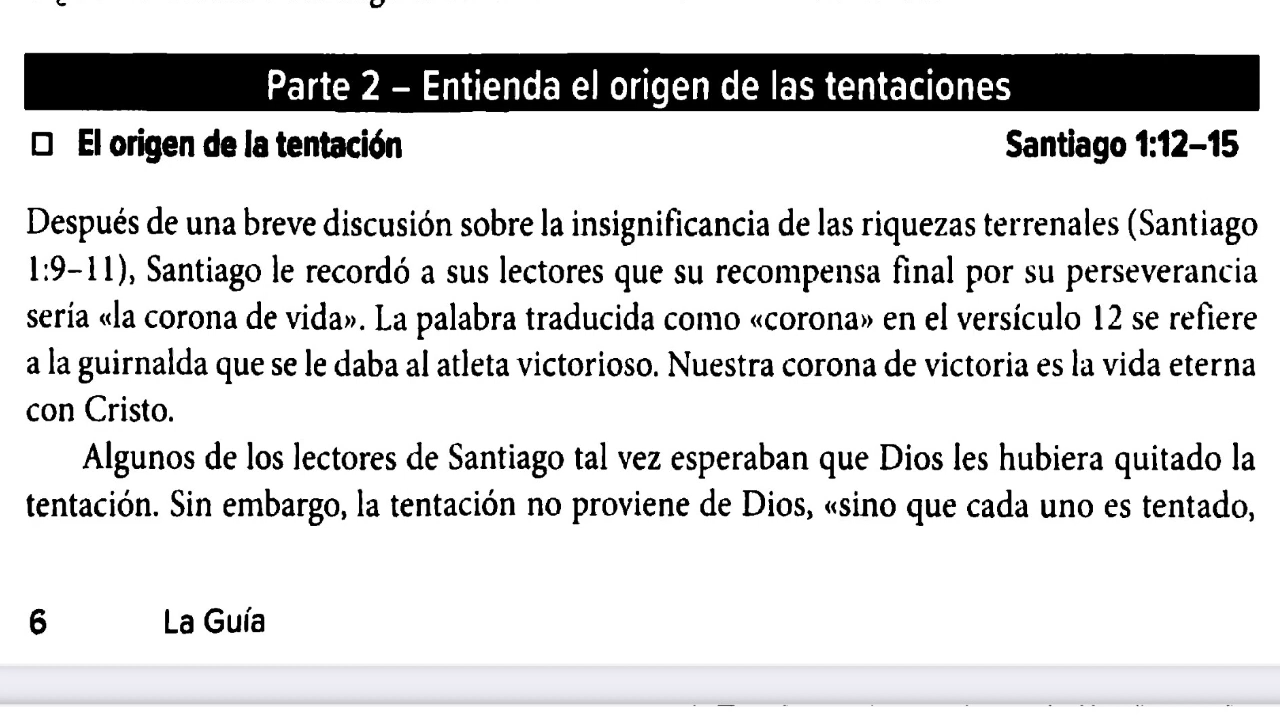 Parte 2 – Entienda el origen de las tentaciones
☐ El origen de la tentación Santiago 1:12–15
Después de una breve discusión sobre la insignificancia de las riquezas terrenales (Santiago
1:9–11), Santiago le recordó a sus lectores que su recompensa final por su perseverancia
sería «la corona de vida». La palabra traducida como «corona» en el versículo 12 se refiere
a la guirnalda que se le daba al atleta victorioso. Nuestra corona de victoria es la vida eterna
con Cristo.
Algunos de los lectores de Santiago tal vez esperaban que Dios les hubiera quitado la
tentación. Sin embargo, la tentación no proviene de Dios, «sino que cada uno es tentado,
6 La Guía